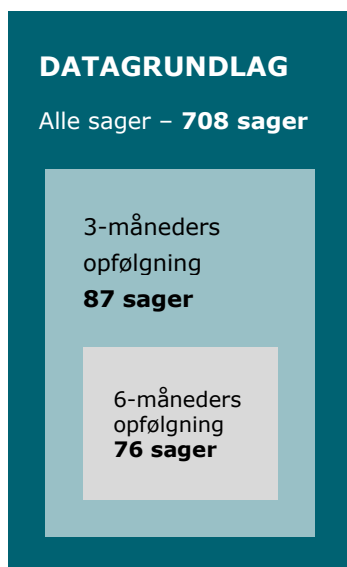 DATAGRUNDLAG
Alle sager – 708 sager
3-måneders
opfølgning
87 sager
6-måneders
opfølgning
76 sager